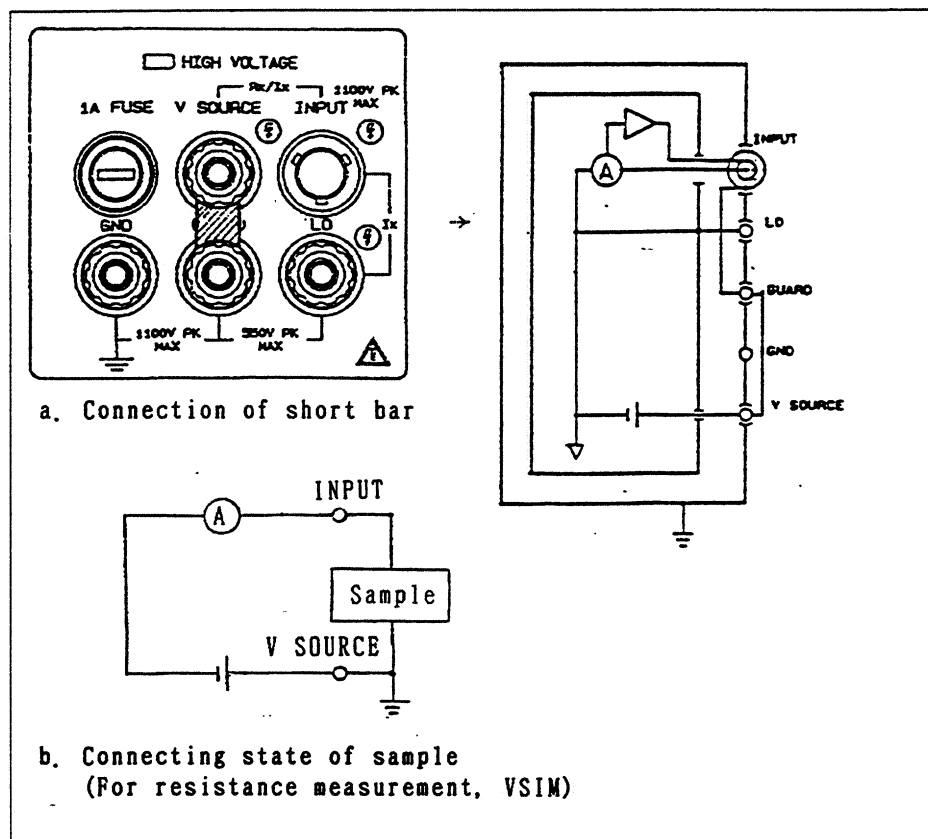 HIGH VOLTAGE
Rx/Ix 1100V PK MAX
1A FUSE V SOURCE INPUT
GND LO
Ix
1100V PK MAX
550V PK MAX
a. Connection of short bar
A
INPUT
LO
GUARD
GND
V SOURCE
INPUT
A
Sample
V SOURCE
b. Connecting state of sample
(For resistance measurement, VSIM)